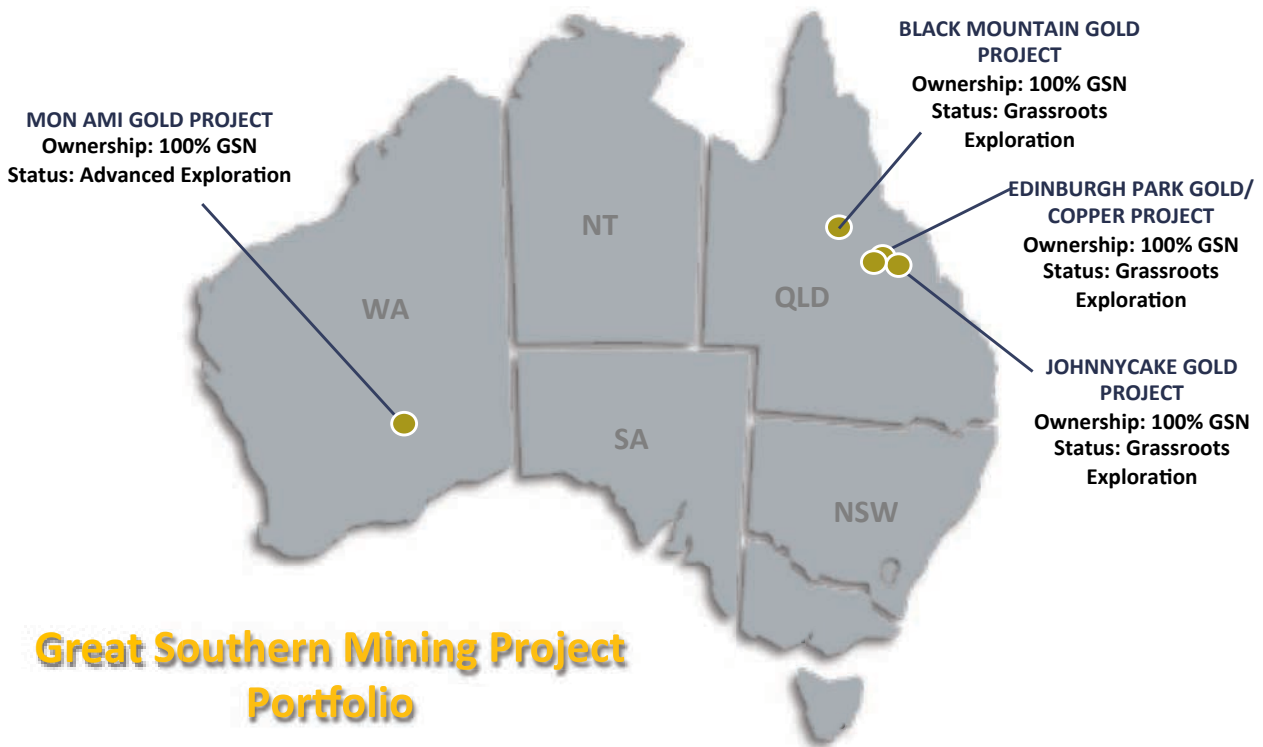 BLACK MOUNTAIN GOLD
PROJECT
Ownership: 100% GSN
Status: Grassroots
Exploration
MON AMI GOLD PROJECT
Ownership: 100% GSN
Status: Advanced Exploration
EDINBURGH PARK GOLD/
COPPER PROJECT
Ownership: 100% GSN
Status: Grassroots
Exploration
NT
WA
QLD
JOHNNYCAKE GOLD
PROJECT
Ownership: 100% GSN
Status: Grassroots
Exploration
SA
NSW
Great Southern Mining Project
Portfolio